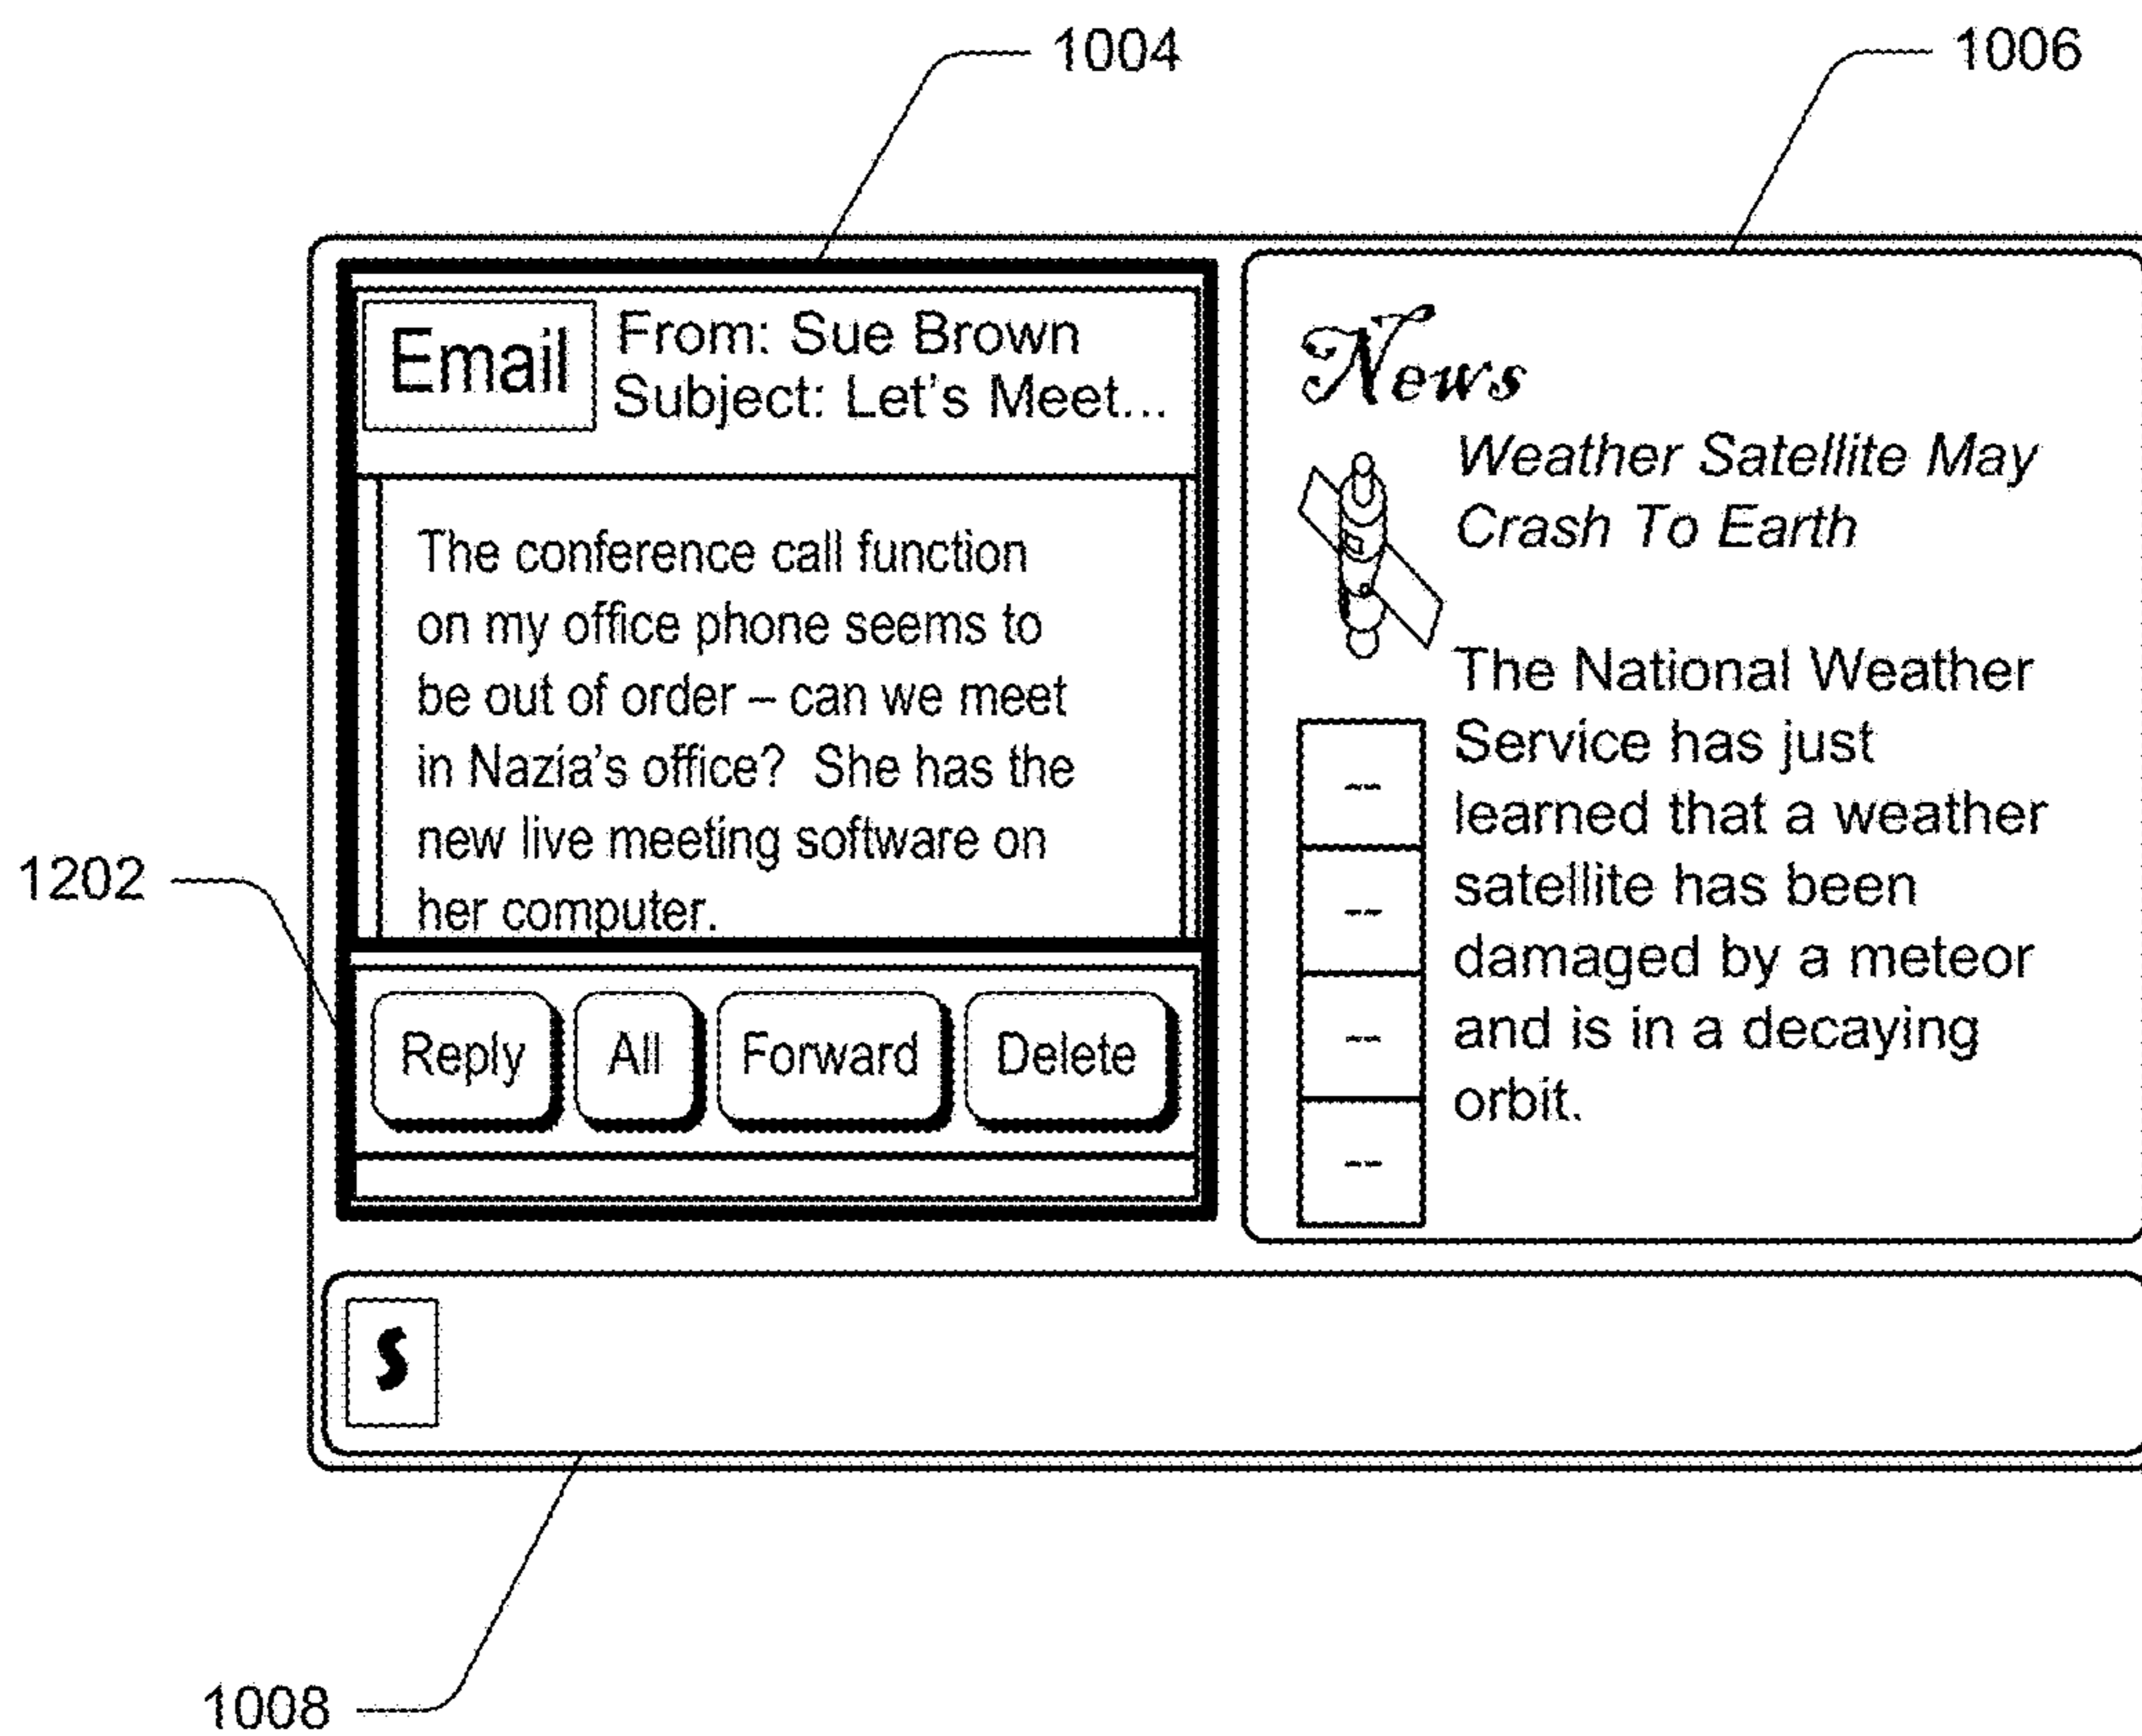 1004
1006
Email
From: Sue Brown
Subject: Let's Meet...
The conference call function
on my office phone seems to
be out of order – can we meet
in Nazia's office? She has the
new live meeting software on
her computer.
1202
Reply
All
Forward
Delete
News
Weather Satellite May
Crash To Earth
The National Weather
Service has just
learned that a weather
satellite has been
damaged by a meteor
and is in a decaying
orbit.
--
--
--
--
S
1008